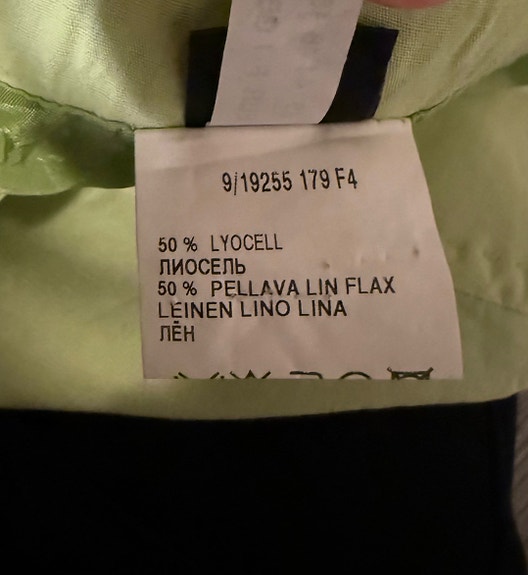 9/19255 179 F4
50 % LYOCELL
ЛИОСЕЛЬ
50 % PELLAVA LIN FLAX
LEINEN LINO LINA
ЛЁН